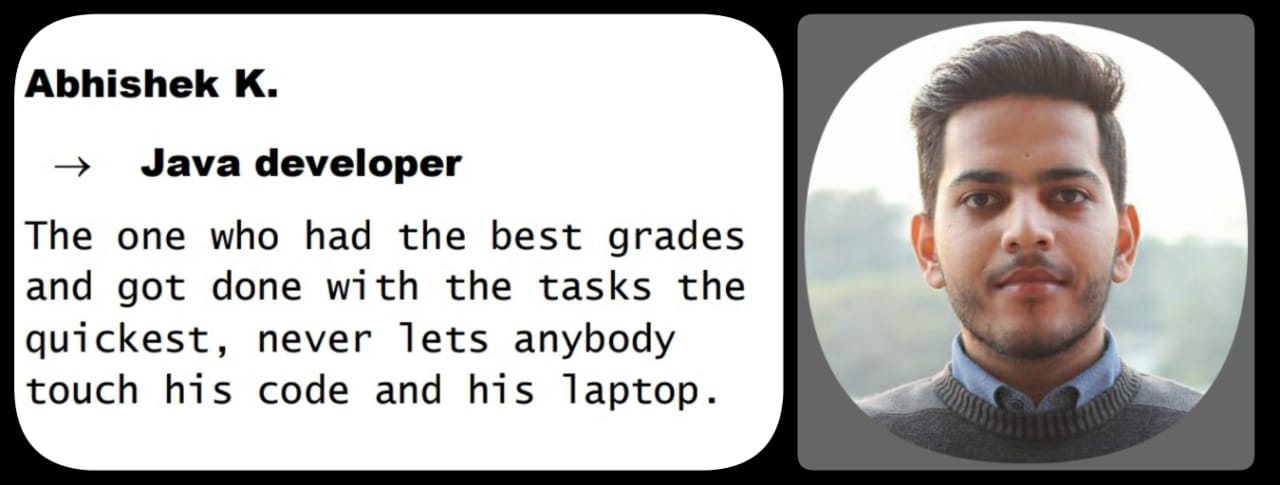 Abhishek K.
→ Java developer
The one who had the best grades
and got done with the tasks the
quickest, never lets anybody
touch his code and his laptop.